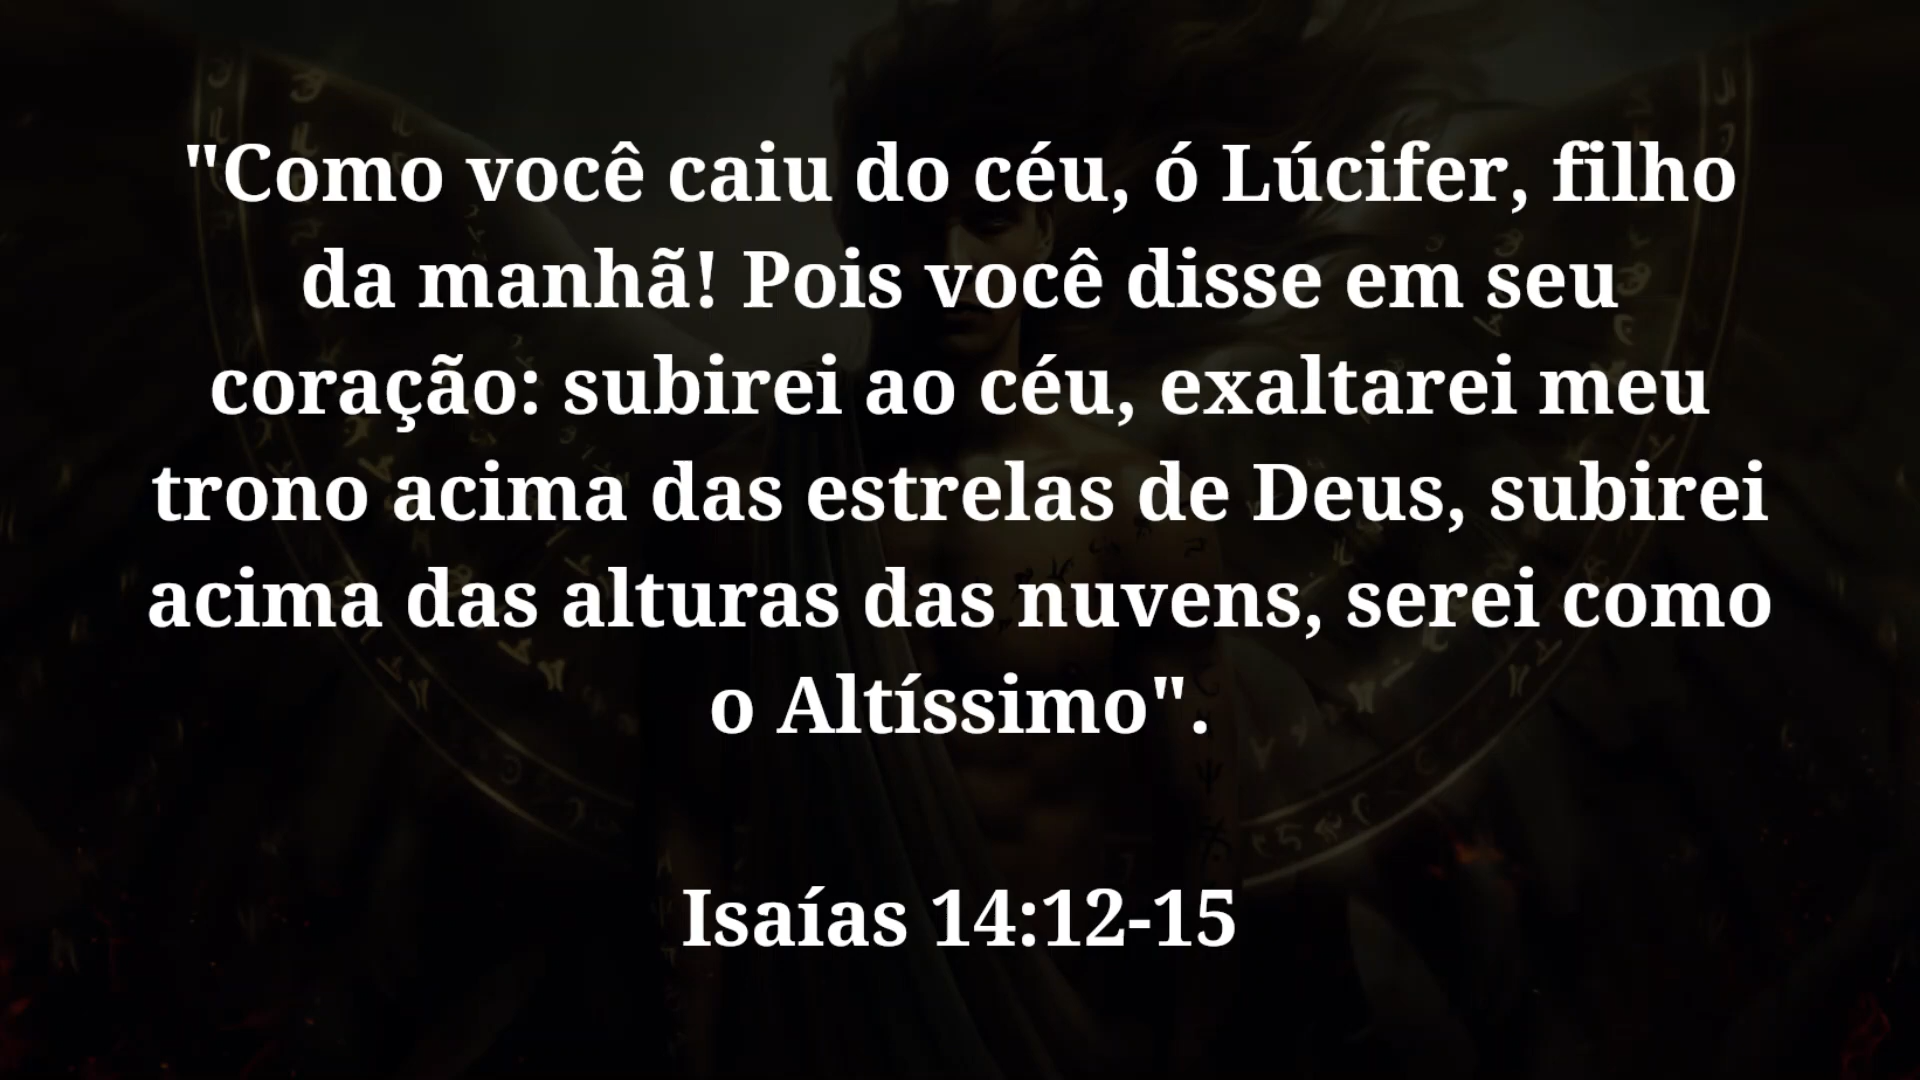 "Como você caiu do céu, ó Lúcifer, filho
da manhã! Pois você disse em seu
coração: subirei ao céu, exaltarei meu
trono acima das estrelas de Deus, subirei
acima das alturas das nuvens, serei como
o Altíssimo".
Isaías 14:12-15